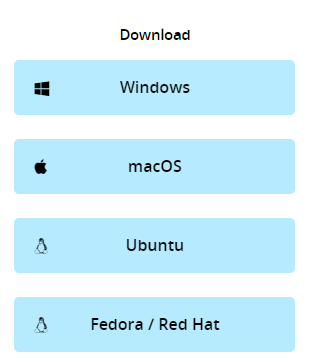 Download
Windows
macOS
Ubuntu
Fedora / Red Hat